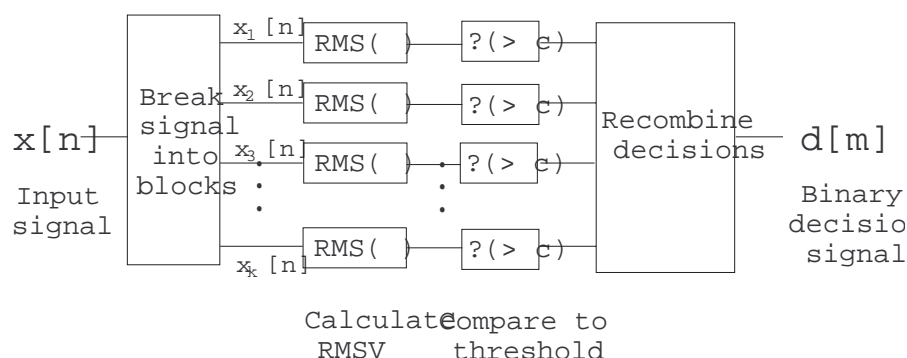 x1 [n]
RMS( )
?(> c)
Break
signal
into
blocks
x2 [n]
RMS( )
?(> c)
Recombine
decisions
x[n]
Input
signal
x3 [n]
RMS( )
?(> c)
d[m]
Binary
decisio
signal
xk [n]
RMS( )
?(> c)
Calculate
RMSV
Compare to
threshold